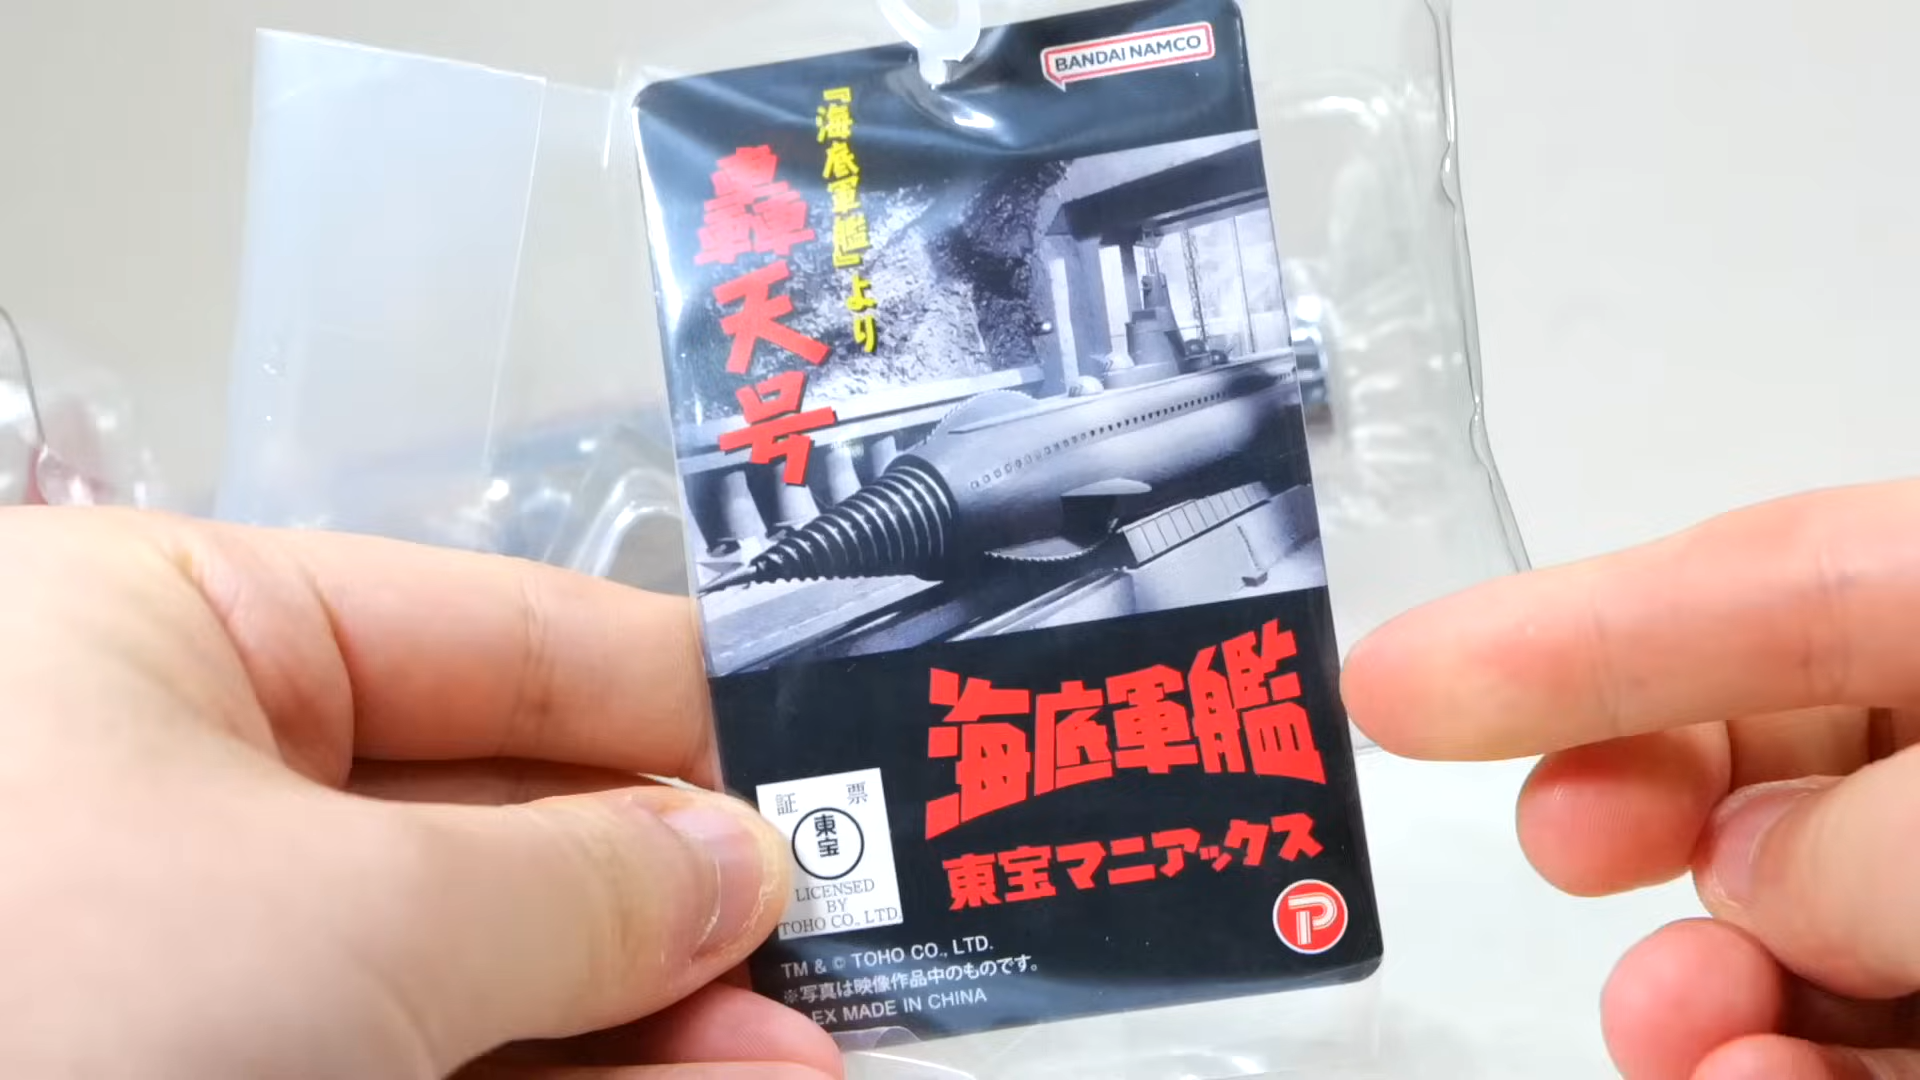 BANDAI NAMCO
『海底軍艦』より
轟天号
海底軍艦
東宝マニアックス
証 票
東宝
LICENSED
BY
TOHO CO., LTD.
P
TM & © TOHO CO., LTD.
※写真は映像作品中のものです。
EX MADE IN CHINA